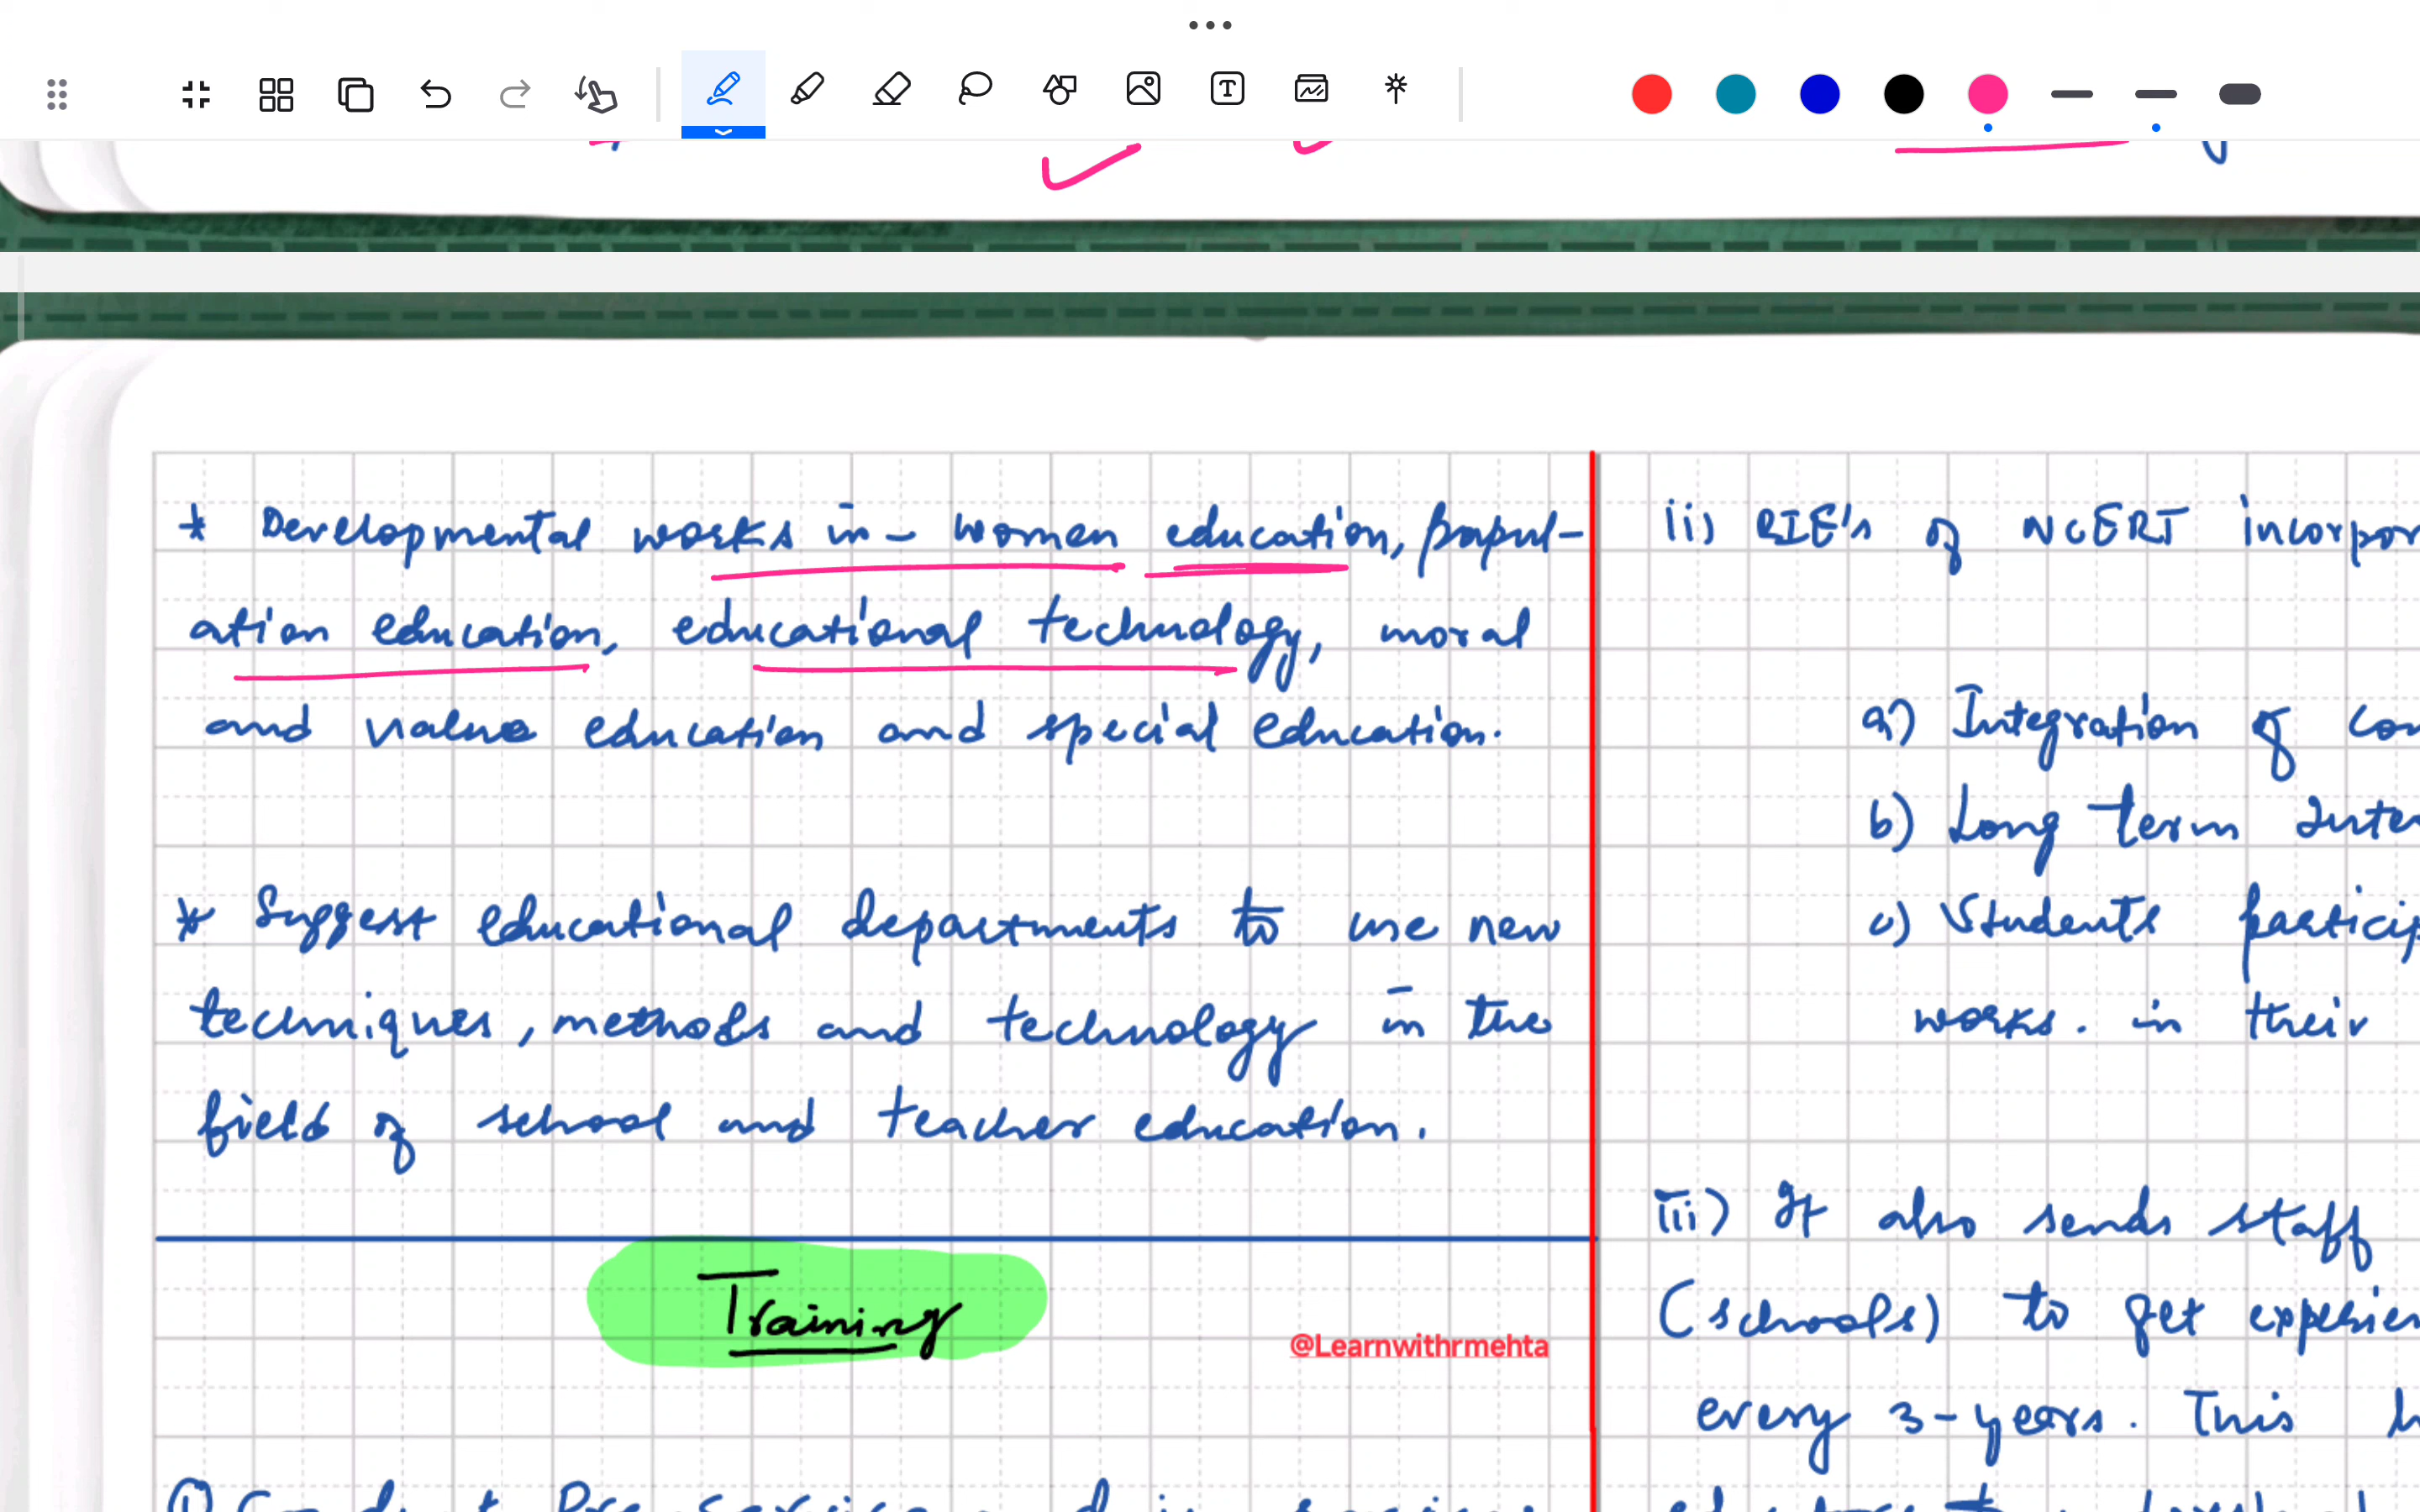 * Developmental works in - women education, popul-
ation education, educational technology, moral
and value education and special education.
* Suggest educational departments to use new
techniques, methods and technology in the
field of school and teacher education.
Training
@Learnwithrmehta
ii) RIE's of NCERT incorpor
a) Integration of con
b) Long term Inte
c) Students particip
works. in their
iii) It also sends staff
(schools) to get experien
every 3-years. This h